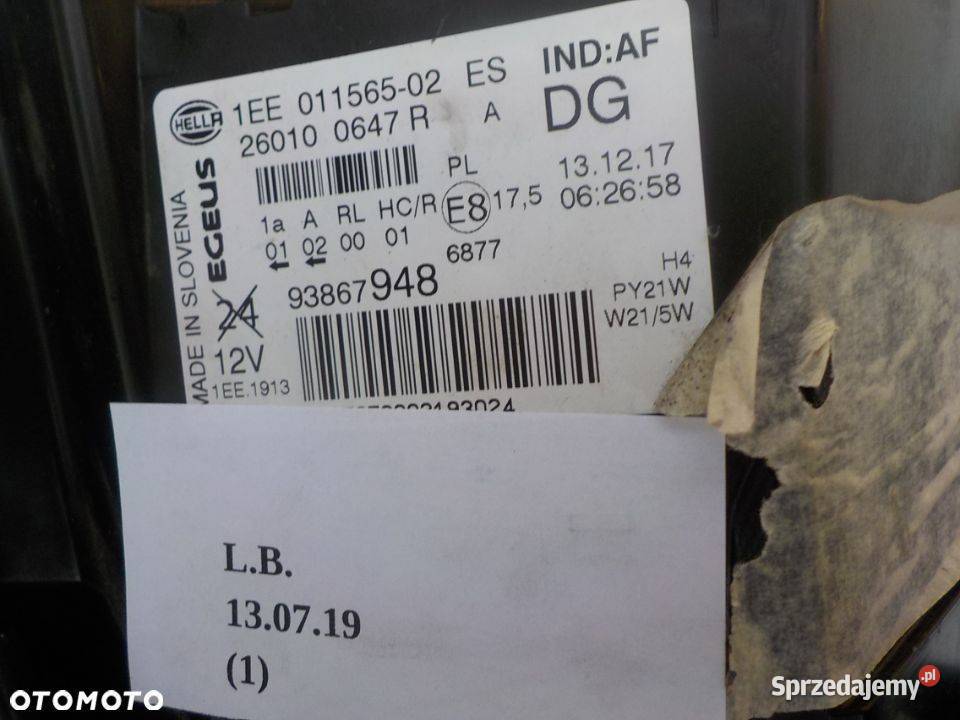 HELLA 1EE 011565-02 ES IND:AF
26010 0647 R A DG
MADE IN SLOVENIA
EGEUS
PL 13.12.17
06:26:58
1a A RL HC/R E8 17,5
01 02 00 01
6877
93867948
H4
PY21W
W21/5W
24
12V
1EE.1913
93024
L.B.
13.07.19
(1)
OTOMOTO
Sprzedajemy.pl